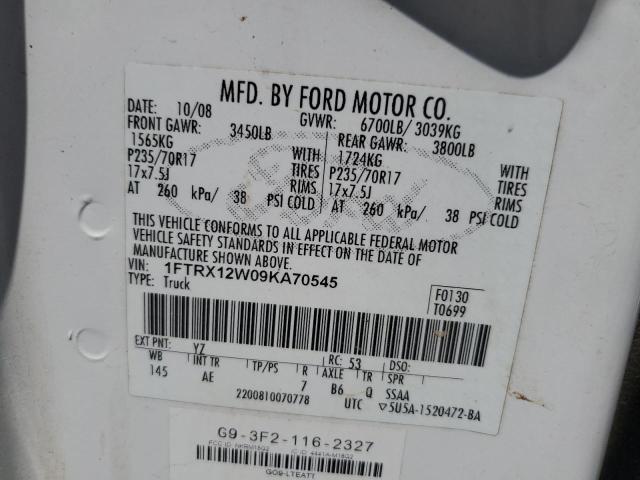 MFD. BY FORD MOTOR CO.
DATE: 10/08 GVWR: 6700LB/ 3039KG
FRONT GAWR: 3450LB REAR GAWR: 3800LB
1565KG WITH 1724KG WITH
P235/70R17 TIRES P235/70R17 TIRES
17x7.5J RIMS 17x7.5J RIMS
AT 260 kPa/ 38 PSI COLD AT 260 kPa/ 38 PSI COLD
THIS VEHICLE CONFORMS TO ALL APPLICABLE FEDERAL MOTOR
VEHICLE SAFETY STANDARDS IN EFFECT ON THE DATE OF
MANUFACTURE SHOWN ABOVE.
VIN: 1FTRX12W09KA70545
TYPE: Truck
F0130
T0699
EXT PNT: YZ RC: 53 DSO:
WB INT TR TP/PS R AXLE TR SPR
145 AE 7 B6 Q SSAA
2200810070778 UTC ▽5U5A-1520472-BA
G9-3F2-116-2327
GO9-LTEATT